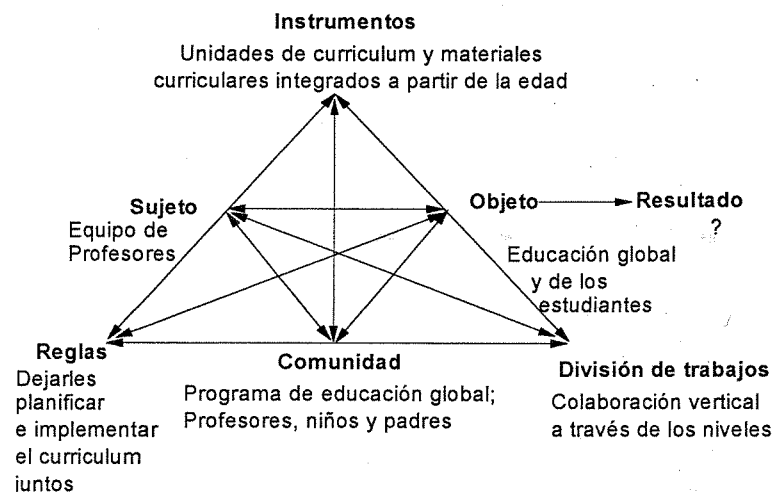 Instrumentos
Unidades de curriculum y materiales
curriculares integrados a partir de la edad
Sujeto
Equipo de
Profesores
Objeto
Resultado
?
Educación global
y de los
estudiantes
Reglas
Dejarles
planificar
e implementar
el curriculum
juntos
Comunidad
Programa de educación global;
Profesores, niños y padres
División de trabajos
Colaboración vertical
a través de los niveles